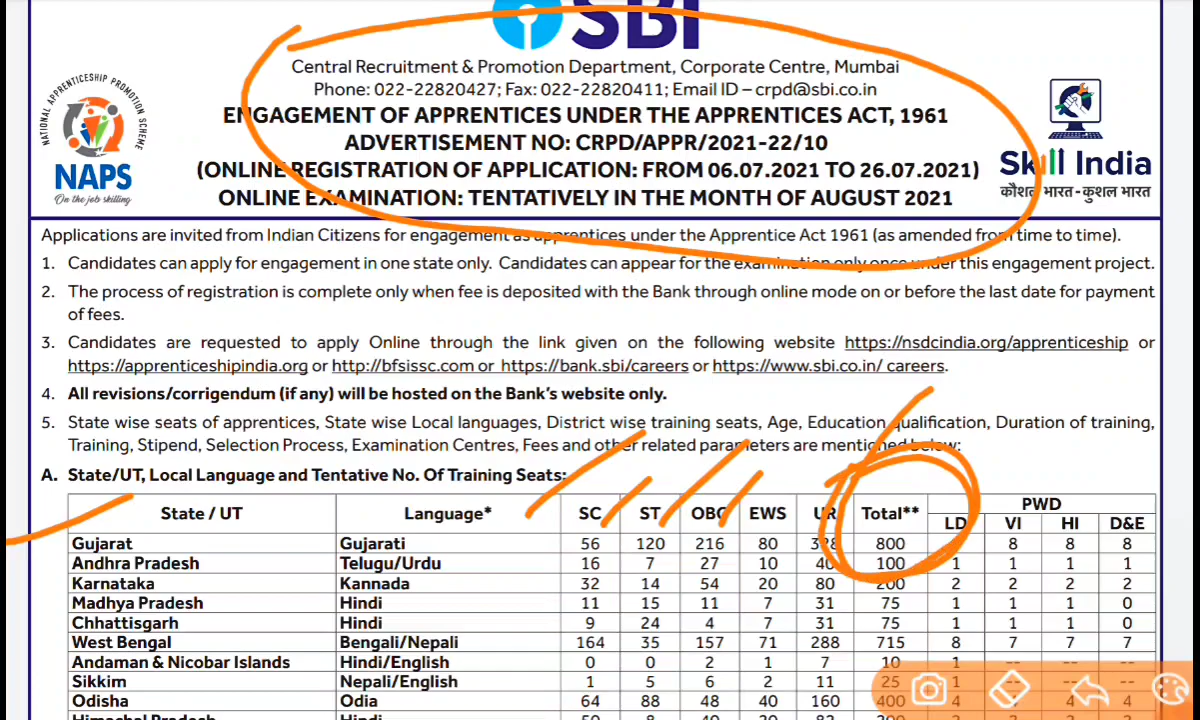 SBI
Central Recruitment & Promotion Department, Corporate Centre, Mumbai
Phone: 022-22820427; Fax: 022-22820411; Email ID – crpd@sbi.co.in
ENGAGEMENT OF APPRENTICES UNDER THE APPRENTICES ACT, 1961
ADVERTISEMENT NO: CRPD/APPR/2021-22/10
(ONLINE REGISTRATION OF APPLICATION: FROM 06.07.2021 TO 26.07.2021)
ONLINE EXAMINATION: TENTATIVELY IN THE MONTH OF AUGUST 2021
NATIONAL APPRENTICESHIP PROMOTION SCHEME
NAPS
On the job skilling
Skill India
कौशल भारत-कुशल भारत
Applications are invited from Indian Citizens for engagement as apprentices under the Apprentice Act 1961 (as amended from time to time).
1. Candidates can apply for engagement in one state only. Candidates can appear for the examination only once under this engagement project.
2. The process of registration is complete only when fee is deposited with the Bank through online mode on or before the last date for payment
of fees.
3. Candidates are requested to apply Online through the link given on the following website https://nsdcindia.org/apprenticeship or
https://apprenticeshipindia.org or http://bfsissc.com or https://bank.sbi/careers or https://www.sbi.co.in/ careers.
4. All revisions/corrigendum (if any) will be hosted on the Bank's website only.
5. State wise seats of apprentices, State wise Local languages, District wise training seats, Age, Education qualification, Duration of training,
Training, Stipend, Selection Process, Examination Centres, Fees and other related parameters are mentioned below:
A. State/UT, Local Language and Tentative No. Of Training Seats:
State / UT Language* SC ST OBC EWS UR Total** PWD
LD VI HI D&E
Gujarat Gujarati 56 120 216 80 328 800 8 8 8
Andhra Pradesh Telugu/Urdu 16 7 27 10 40 100 1 1 1 1
Karnataka Kannada 32 14 54 20 80 200 2 2 2 2
Madhya Pradesh Hindi 11 15 11 7 31 75 1 1 1 0
Chhattisgarh Hindi 9 24 4 7 31 75 1 1 1 0
West Bengal Bengali/Nepali 164 35 157 71 288 715 8 7 7 7
Andaman & Nicobar Islands Hindi/English 0 0 2 1 7 10 1 -- -- --
Sikkim Nepali/English 1 5 6 2 11 25 1 -- -- --
Odisha Odia 64 88 48 40 160 400 4 4 4
Himachal Pradesh Hindi 50 8 40 20 82 200